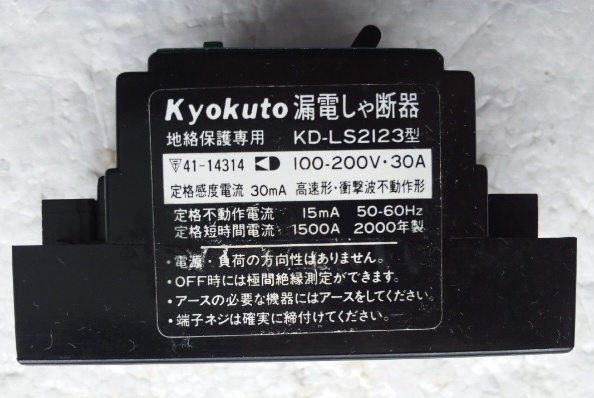 Kyokuto 漏電しゃ断器
地絡保護専用 KD-LS2123型
41-14314 KD 100-200V・30A
定格感度電流 30mA 高速形・衝撃波不動作形
定格不動作電流 15mA 50-60Hz
定格短時間電流 1500A 2000年製
・電源・負荷の方向性はありません。
・OFF時には極間絶縁測定ができます。
・アースの必要な機器にはアースをしてください。
・端子ネジは確実に締付けてください。